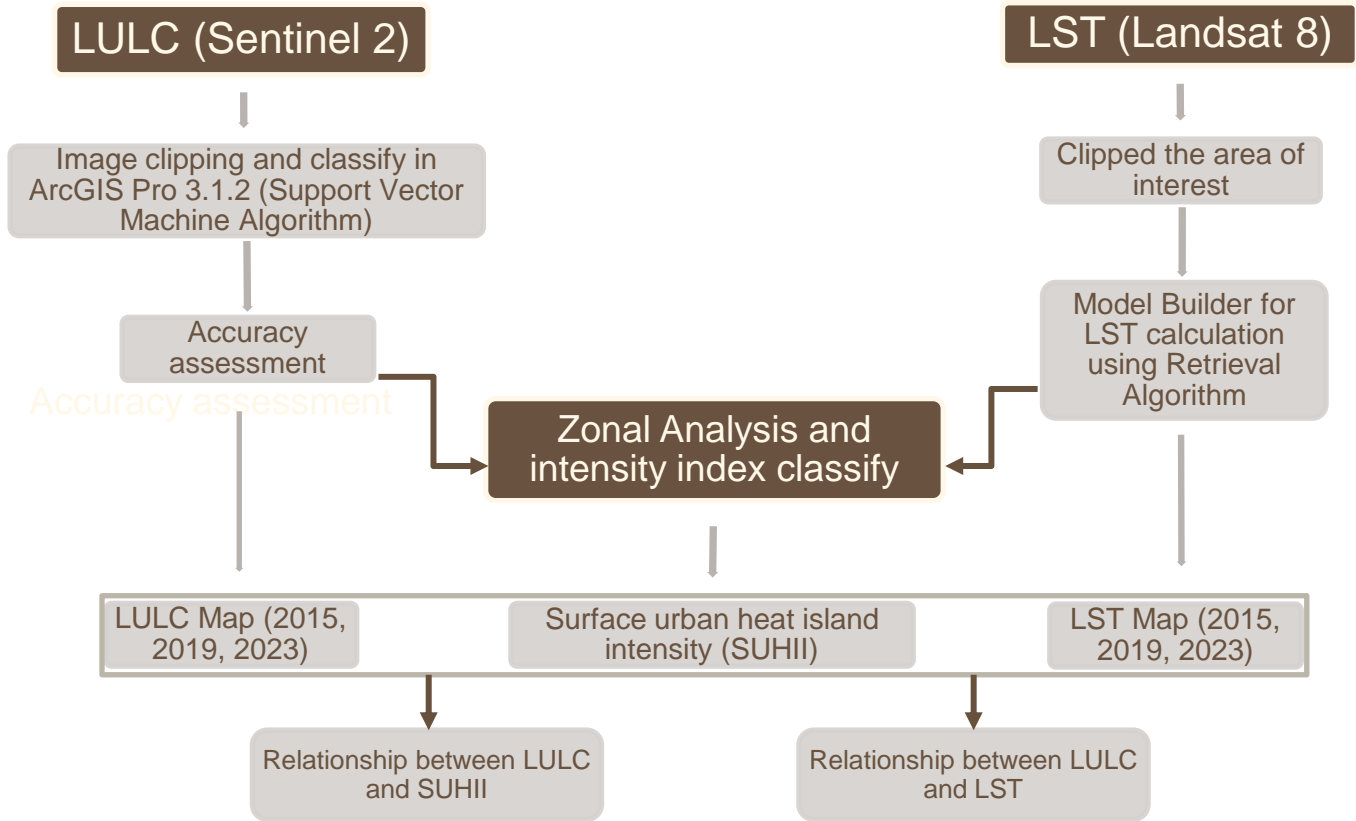 LULC (Sentinel 2)
LST (Landsat 8)
Image clipping and classify in
ArcGIS Pro 3.1.2 (Support Vector
Machine Algorithm)
Clipped the area of
interest
Accuracy
assessment
Accuracy assessment
Model Builder for
LST calculation
using Retrieval
Algorithm
Zonal Analysis and
intensity index classify
LULC Map (2015,
2019, 2023)
Surface urban heat island
intensity (SUHII)
LST Map (2015,
2019, 2023)
Relationship between LULC
and SUHII
Relationship between LULC
and LST